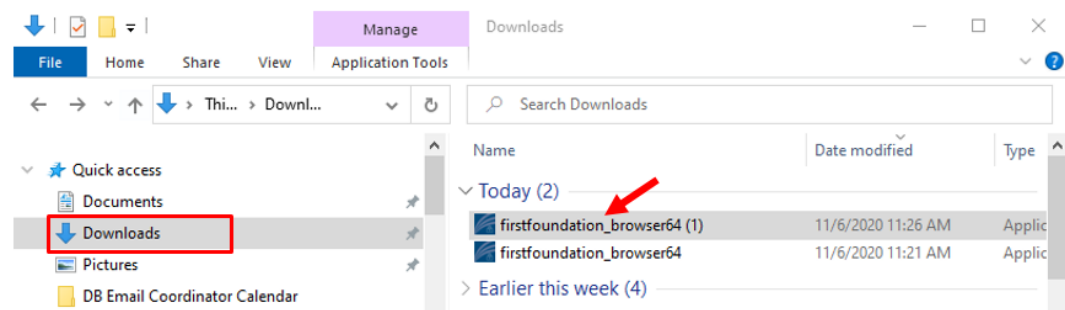 Manage
Downloads
File
Home
Share
View
Application Tools
Thi...
Downl...
Search Downloads
Quick access
Documents
Downloads
Pictures
DB Email Coordinator Calendar
Name
Date modified
Type
Today (2)
firstfoundation_browser64 (1)
11/6/2020 11:26 AM
Applic
firstfoundation_browser64
11/6/2020 11:21 AM
Applic
Earlier this week (4)